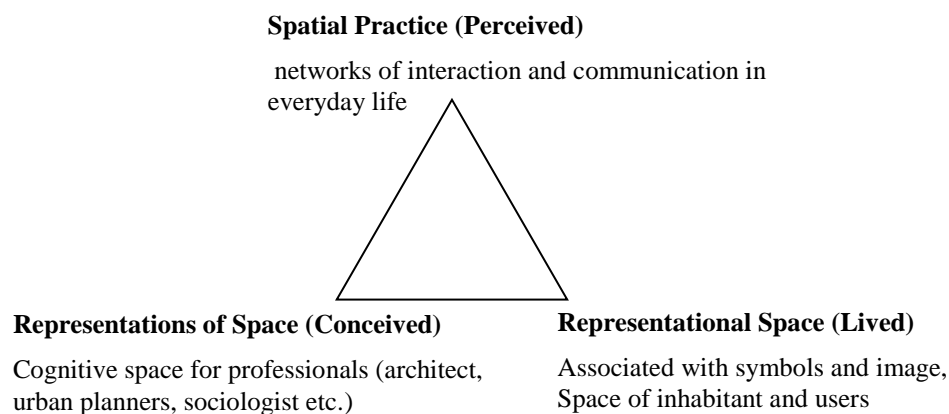 Spatial Practice (Perceived)
networks of interaction and communication in
everyday life
Representations of Space (Conceived)
Cognitive space for professionals (architect,
urban planners, sociologist etc.)
Representational Space (Lived)
Associated with symbols and image,
Space of inhabitant and users